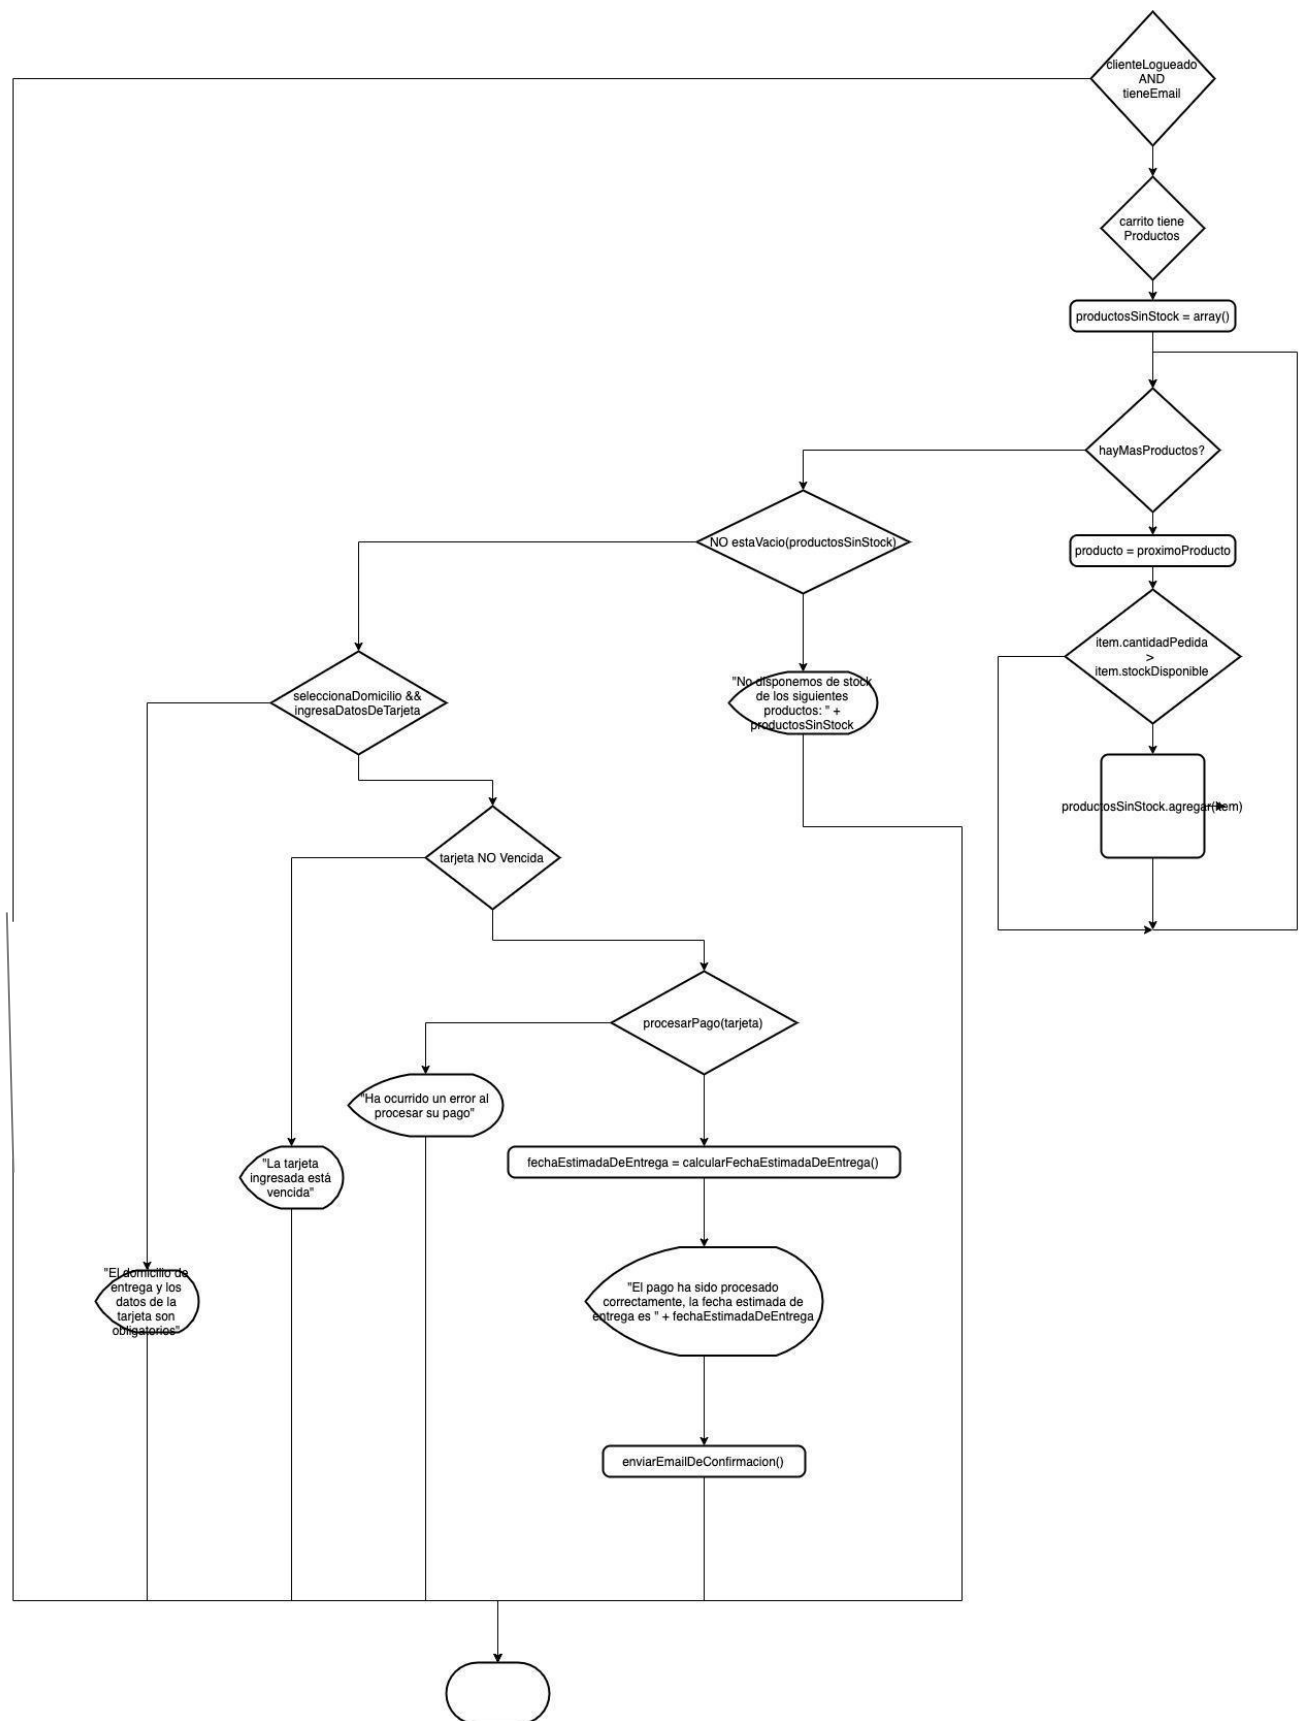 clienteLogueado
AND
tieneEmail
carrito tiene
Productos
productosSinStock = array()
hayMasProductos?
NO estaVacio(productosSinStock)
producto = proximoProducto
item.cantidadPedida
>
item.stockDisponible
seleccionaDomicilio &&
ingresaDatosDeTarjeta
"No disponemos de stock
de los siguientes
productos: " +
productosSinStock
productosSinStock.agregar(item)
tarjeta NO Vencida
procesarPago(tarjeta)
"Ha ocurrido un error al
procesar su pago"
"La tarjeta
ingresada está
vencida"
fechaEstimadaDeEntrega = calcularFechaEstimadaDeEntrega()
"El domicilio de
entrega y los
datos de la
tarjeta son
obligatorios"
"El pago ha sido procesado
correctamente, la fecha estimada de
entrega es " + fechaEstimadaDeEntrega
enviarEmailDeConfirmacion()